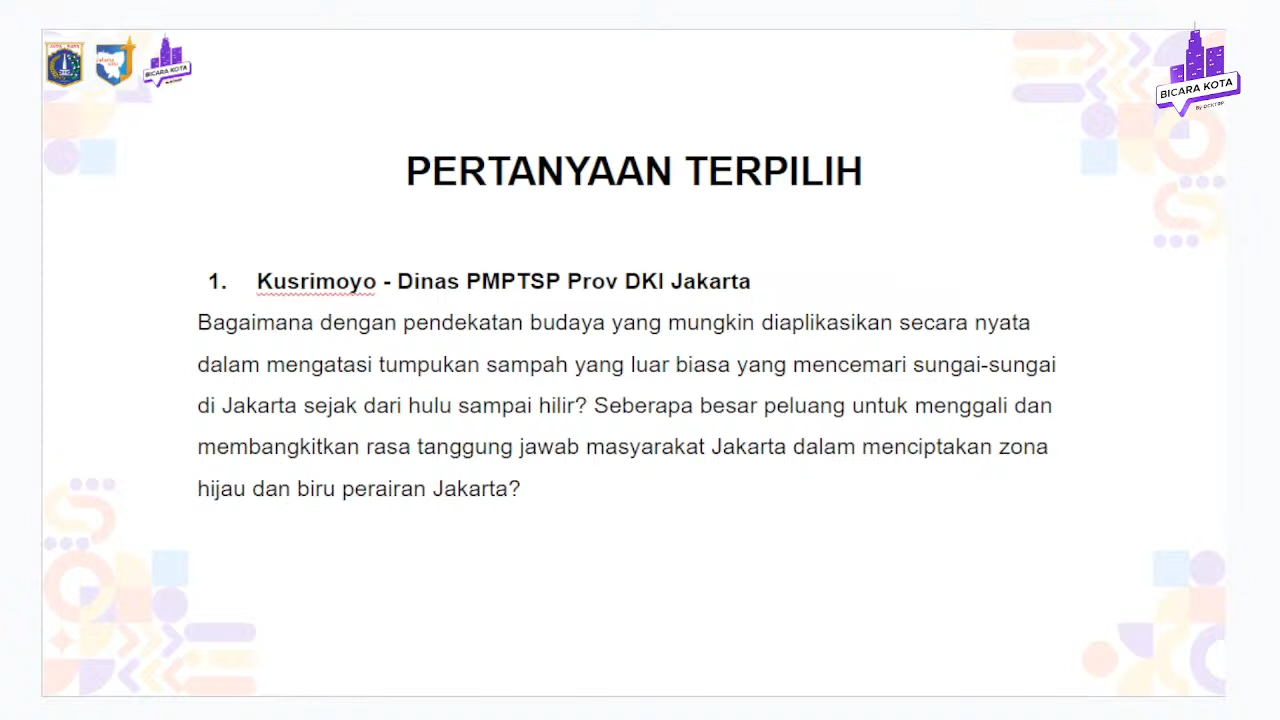 BICARA KOTA
BICARA KOTA
By DCKTRP
PERTANYAAN TERPILIH
1. Kusrimoyo - Dinas PMPTSP Prov DKI Jakarta
Bagaimana dengan pendekatan budaya yang mungkin diaplikasikan secara nyata
dalam mengatasi tumpukan sampah yang luar biasa yang mencemari sungai-sungai
di Jakarta sejak dari hulu sampai hilir? Seberapa besar peluang untuk menggali dan
membangkitkan rasa tanggung jawab masyarakat Jakarta dalam menciptakan zona
hijau dan biru perairan Jakarta?